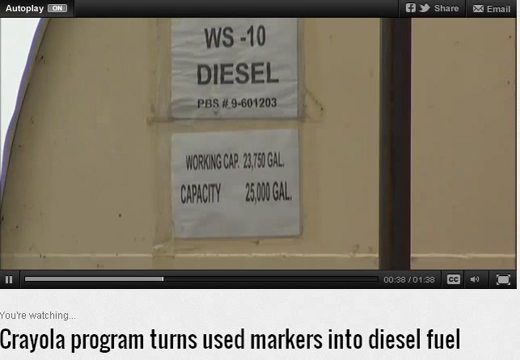 Autoplay ON Share Email
WS -10
DIESEL
PBS # 9-601203
WORKING CAP. 23,750 GAL.
CAPACITY 25,000 GAL.
00:38 / 01:38 CC
You're watching...
Crayola program turns used markers into diesel fuel